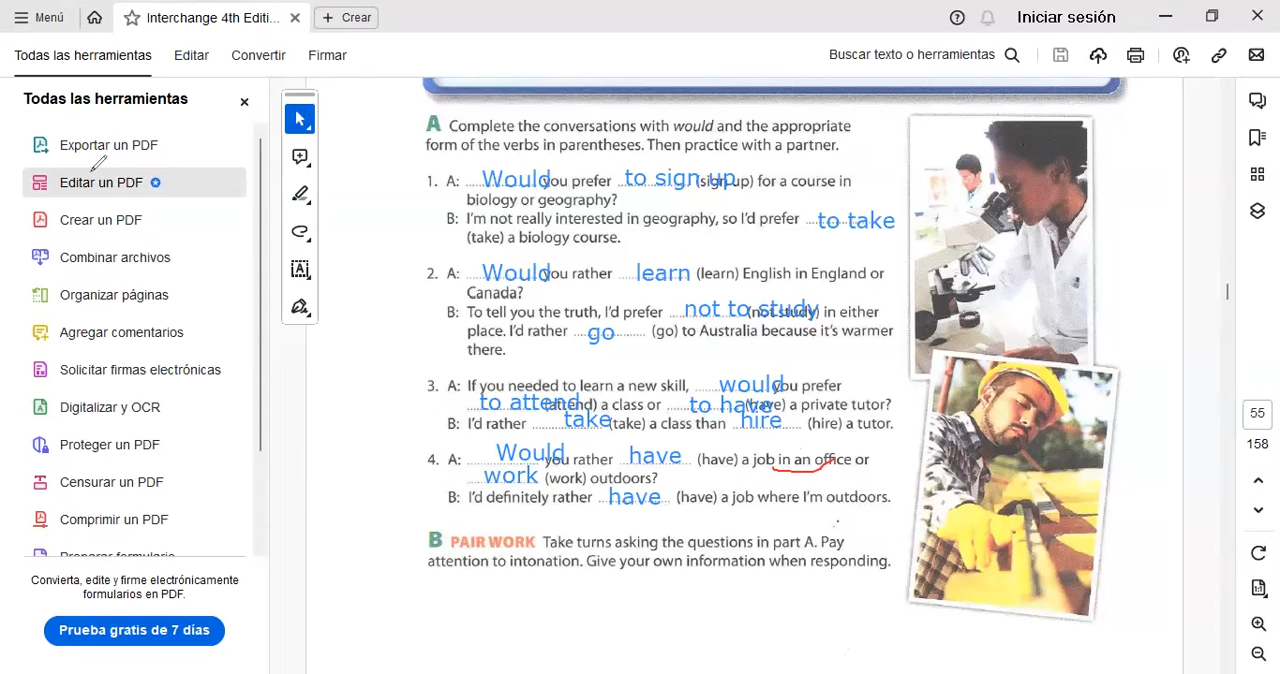 Menú
Interchange 4th Editi...
Crear
Iniciar sesión
Todas las herramientas
Editar
Convertir
Firmar
Buscar texto o herramientas
Todas las herramientas
Exportar un PDF
Editar un PDF
Crear un PDF
Combinar archivos
Organizar páginas
Agregar comentarios
Solicitar firmas electrónicas
Digitalizar y OCR
Proteger un PDF
Censurar un PDF
Comprimir un PDF
Preparar formulario
Convierta, edite y firme electrónicamente
formularios en PDF.
Prueba gratis de 7 días
A Complete the conversations with would and the appropriate
form of the verbs in parentheses. Then practice with a partner.
1. A: Would you prefer to sign up (sign up) for a course in
biology or geography?
B: I'm not really interested in geography, so I'd prefer to take
(take) a biology course.
2. A: Would you rather learn (learn) English in England or
Canada?
B: To tell you the truth, I'd prefer not to study (not study) in either
place. I'd rather go (go) to Australia because it's warmer
there.
3. A: If you needed to learn a new skill, would you prefer
to attend (attend) a class or to have (have) a private tutor?
B: I'd rather take (take) a class than hire (hire) a tutor.
4. A: Would you rather have (have) a job in an office or
work (work) outdoors?
B: I'd definitely rather have (have) a job where I'm outdoors.
B PAIR WORK Take turns asking the questions in part A. Pay
attention to intonation. Give your own information when responding.
55
158